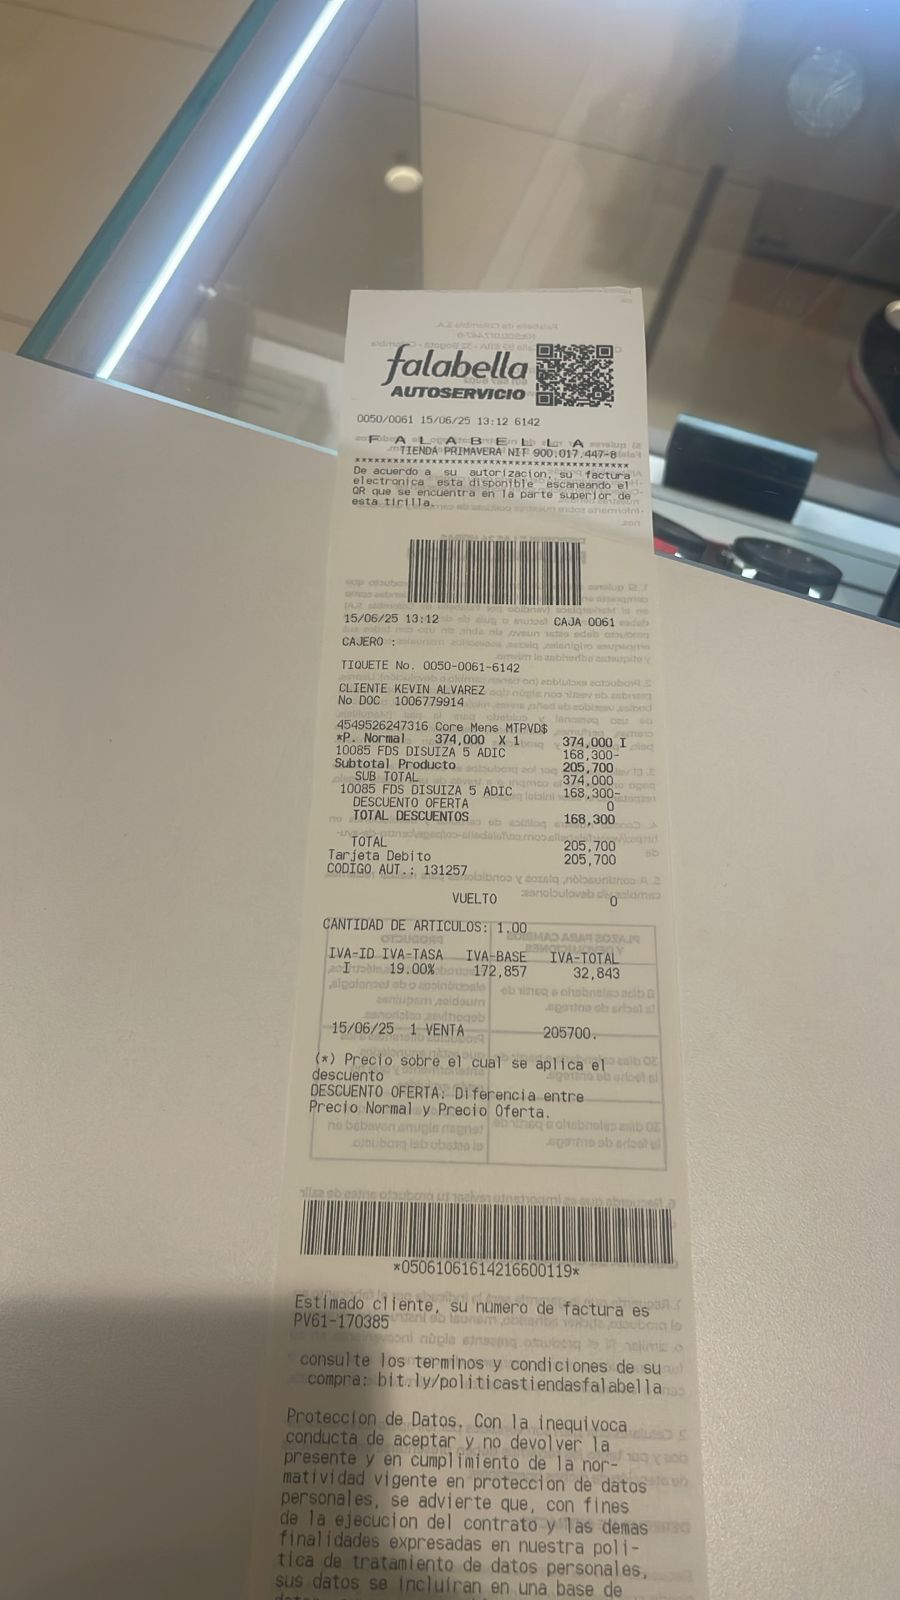 falabella
AUTOSERVICIO
0050/0061 15/06/25 13:12 6142
F A L A B E L L A
TIENDA PRIMAVERA NIT 900.017.447-8
De acuerdo a su autorizacion, su factura
electronica esta disponible escaneando el
QR que se encuentra en la parte superior de
esta tirilla.
15/06/25 13:12 CAJA 0061
CAJERO :
TIQUETE No. 0050-0061-6142
CLIENTE KEVIN ALVAREZ
No DOC 1006779914
4549526247316 Core Mens MTPVD$
*P. Normal 374,000 X 1 374,000 I
10085 FDS DISUIZA 5 ADIC 168,300-
Subtotal Producto 205,700
SUB TOTAL 374,000
10085 FDS DISUIZA 5 ADIC 168,300-
DESCUENTO OFERTA 0
TOTAL DESCUENTOS 168,300
TOTAL 205,700
Tarjeta Debito 205,700
CODIGO AUT.: 131257
VUELTO 0
CANTIDAD DE ARTICULOS: 1.00
IVA-ID IVA-TASA IVA-BASE IVA-TOTAL
I 19.00% 172,857 32,843
15/06/25 1 VENTA 205700.
(*) Precio sobre el cual se aplica el
descuento
DESCUENTO OFERTA: Diferencia entre
Precio Normal y Precio Oferta.
*05061061614216600119*
Estimado cliente, su numero de factura es
PV61-170385
consulte los terminos y condiciones de su
compra: bit.ly/politicastiendasfalabella
Proteccion de Datos. Con la inequivoca
conducta de aceptar y no devolver la
presente y en cumplimiento de la nor-
matividad vigente en proteccion de datos
personales, se advierte que, con fines
de la ejecucion del contrato y las demas
finalidades expresadas en nuestra poli-
tica de tratamiento de datos personales,
sus datos se incluiran en una base de